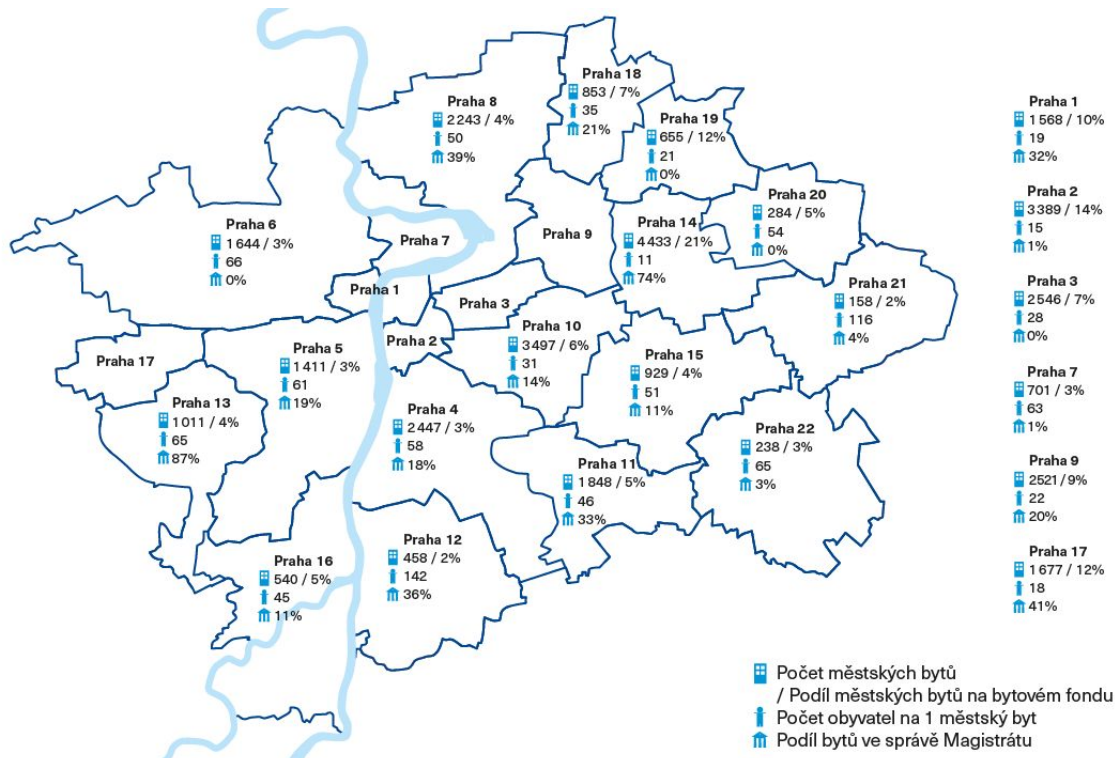 Praha 18
853 / 7%
35
21%
Praha 8
2 243 / 4%
50
39%
Praha 19
655 / 12%
21
0%
Praha 1
1 568 / 10%
19
32%
Praha 20
284 / 5%
54
0%
Praha 2
3 389 / 14%
15
1%
Praha 6
1 644 / 3%
66
0%
Praha 7
Praha 9
Praha 14
4 433 / 21%
11
74%
Praha 21
158 / 2%
116
4%
Praha 3
2 546 / 7%
28
0%
Praha 1
Praha 3
Praha 2
Praha 10
3 497 / 6%
31
14%
Praha 17
Praha 5
1 411 / 3%
61
19%
Praha 15
929 / 4%
51
11%
Praha 7
701 / 3%
63
1%
Praha 13
1 011 / 4%
65
87%
Praha 4
2 447 / 3%
58
18%
Praha 22
238 / 3%
65
3%
Praha 11
1 848 / 5%
46
33%
Praha 9
2521 / 9%
22
20%
Praha 12
458 / 2%
142
36%
Praha 16
540 / 5%
45
11%
Praha 17
1 677 / 12%
18
41%
Počet městských bytů
/ Podíl městských bytů na bytovém fondu
Počet obyvatel na 1 městský byt
Podíl bytů ve správě Magistrátu